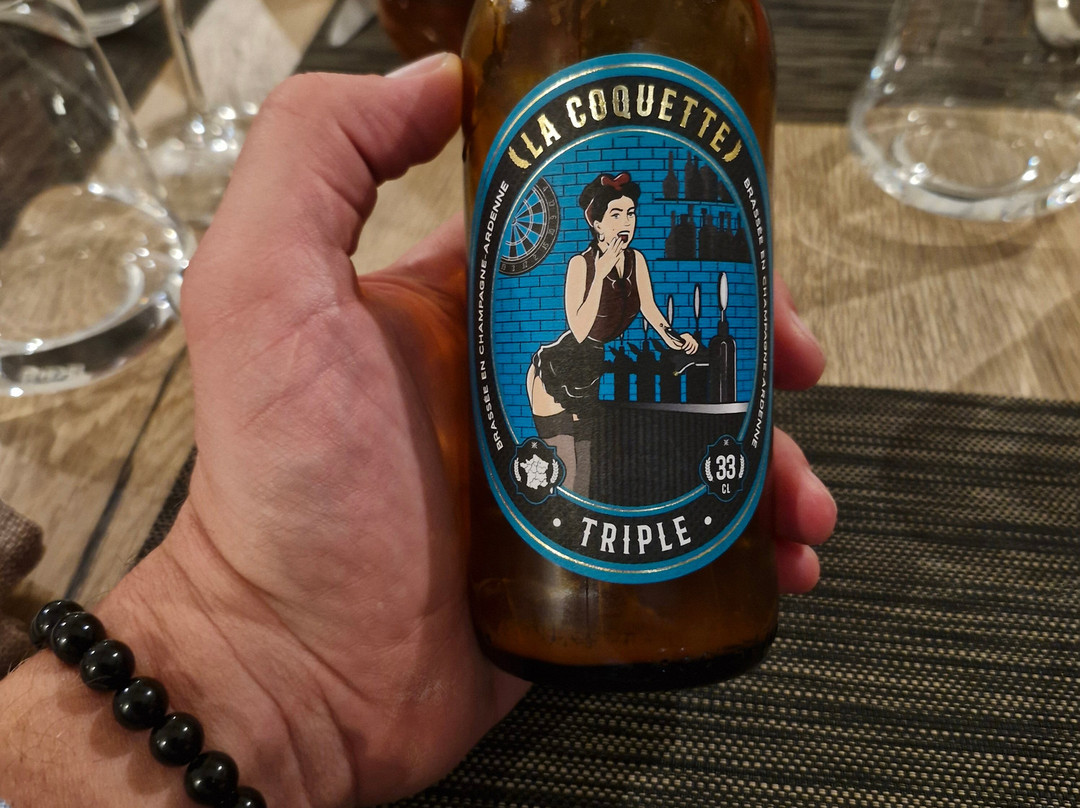 LA COQUETTE
BRASSÉE EN CHAMPAGNE-ARDENNE
BRASSÉE EN CHAMPAGNE-ARDENNE
33
CL
• TRIPLE •